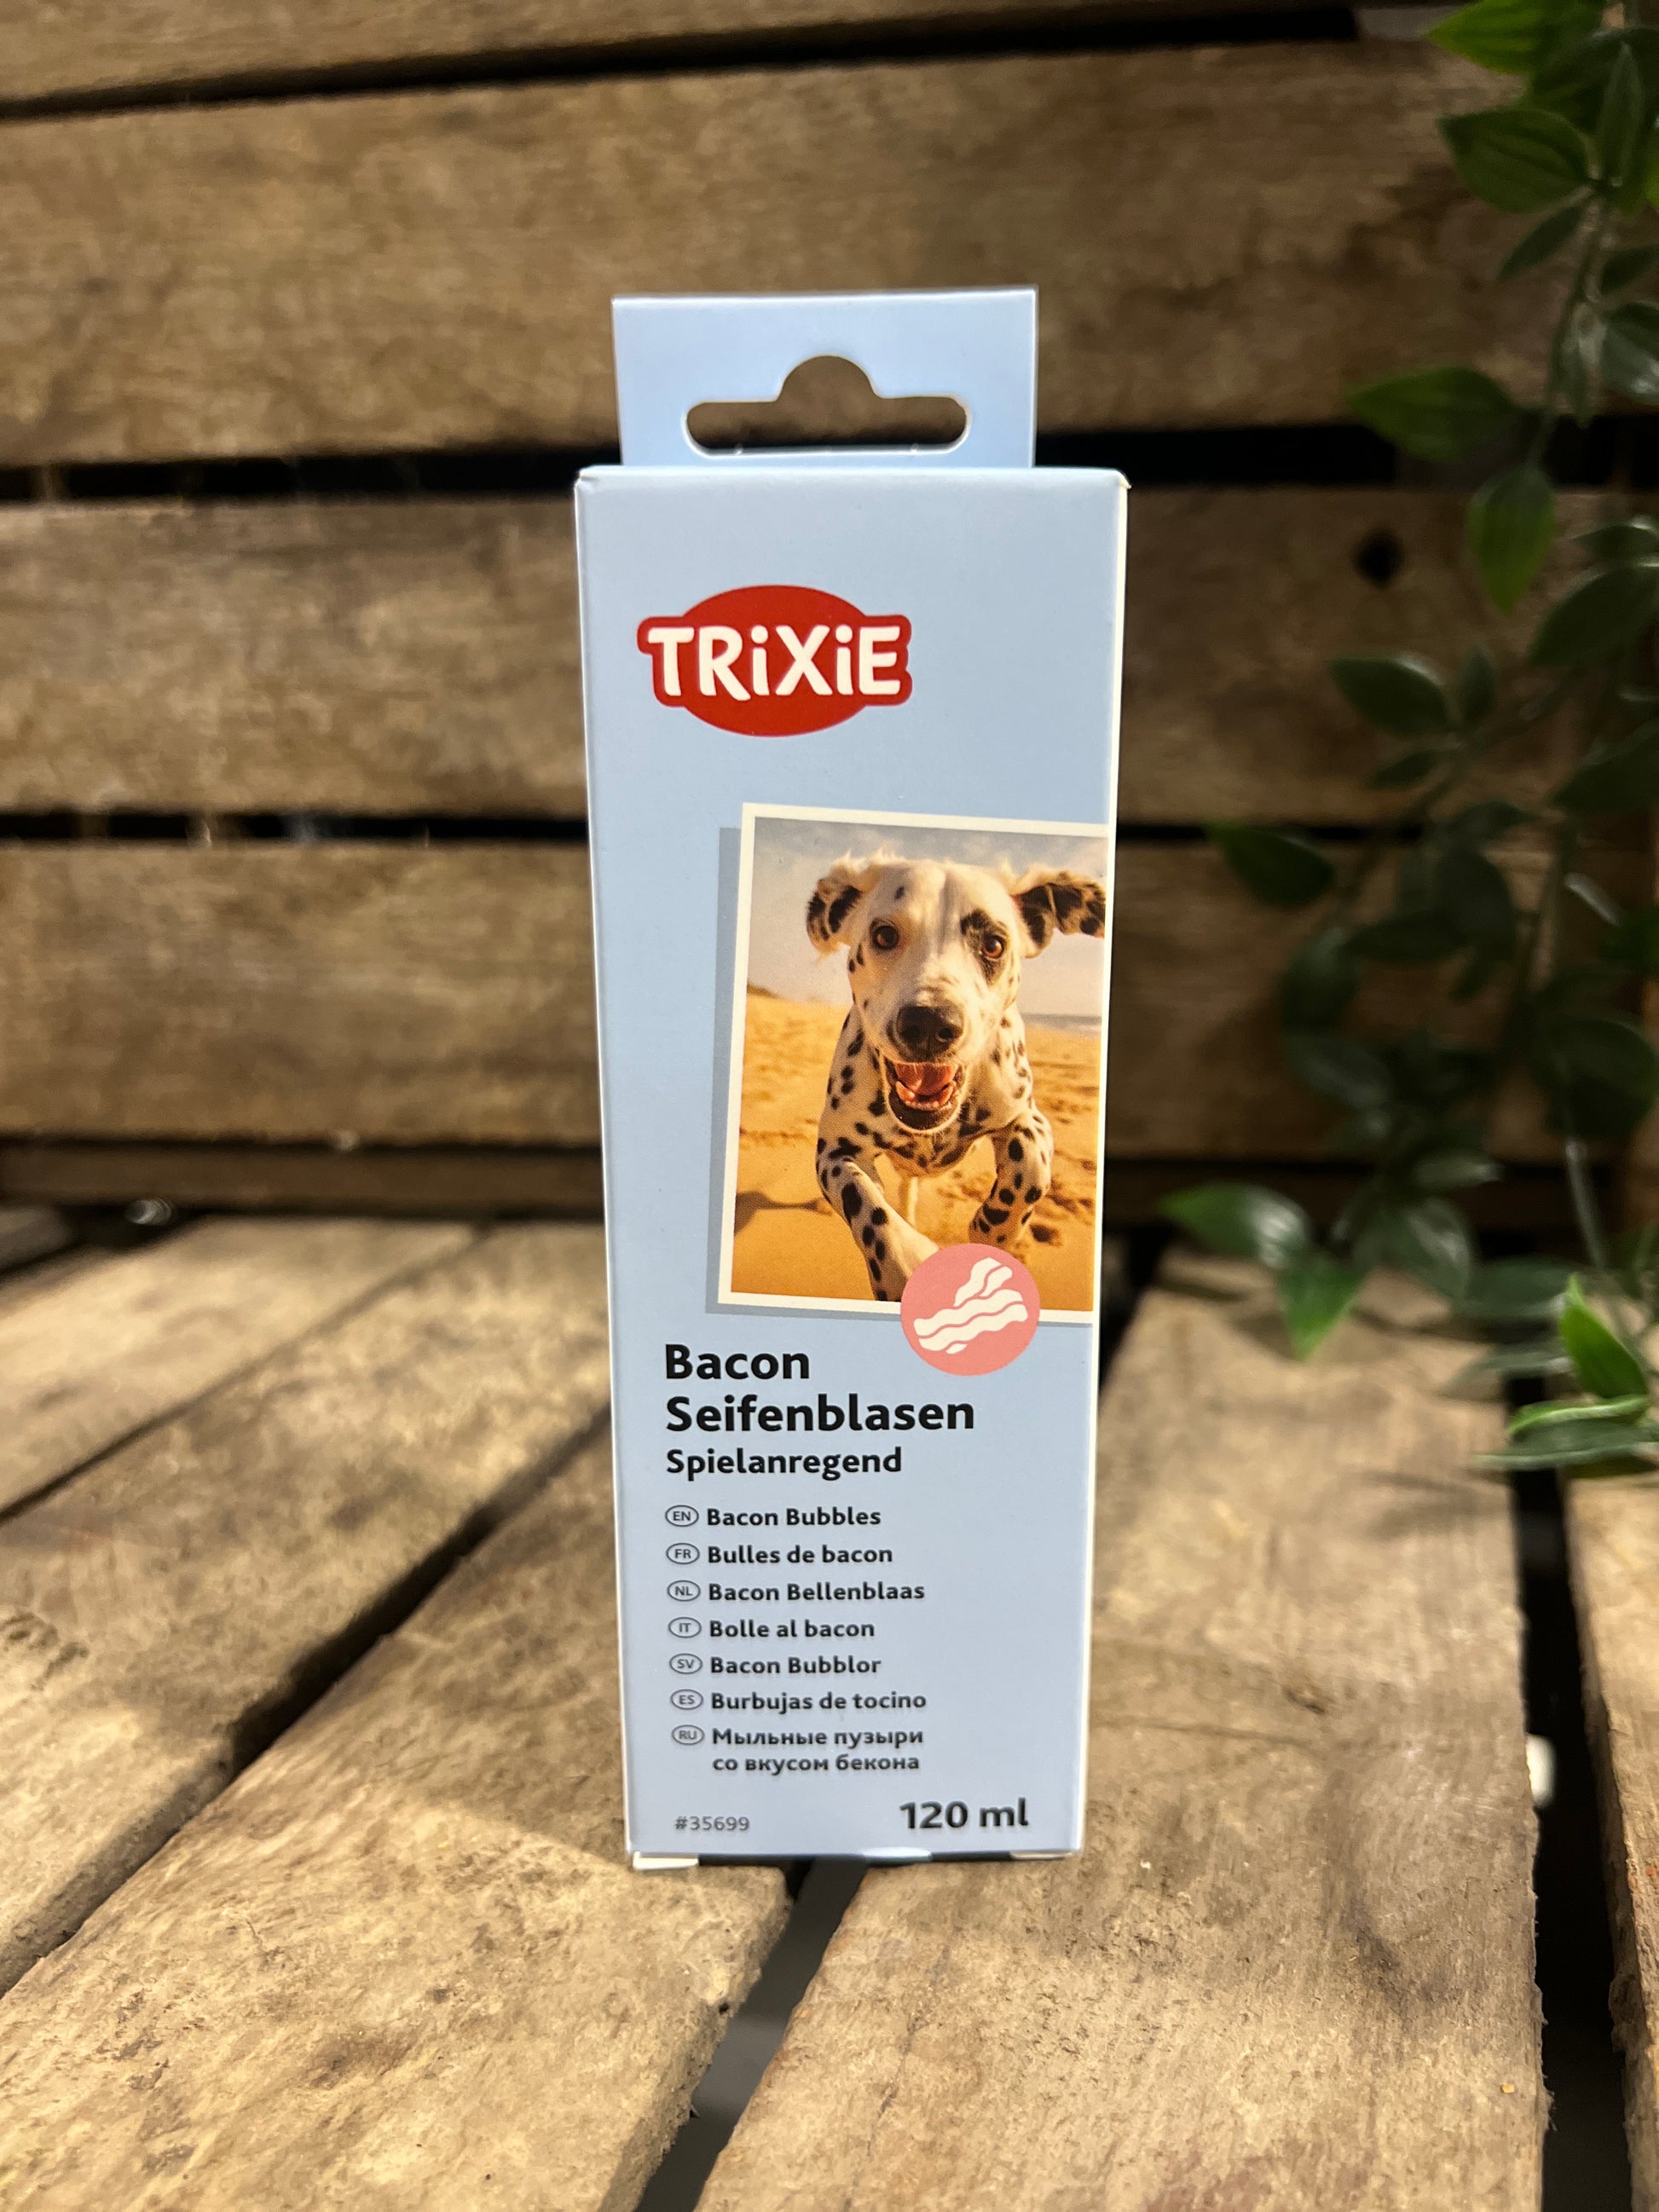 TRiXiE
Bacon
Seifenblasen
Spielanregend
EN Bacon Bubbles
FR Bulles de bacon
NL Bacon Bellenblaas
IT Bolle al bacon
SV Bacon Bubblor
ES Burbujas de tocino
RU Мыльные пузыри
со вкусом бекона
#35699 120 ml